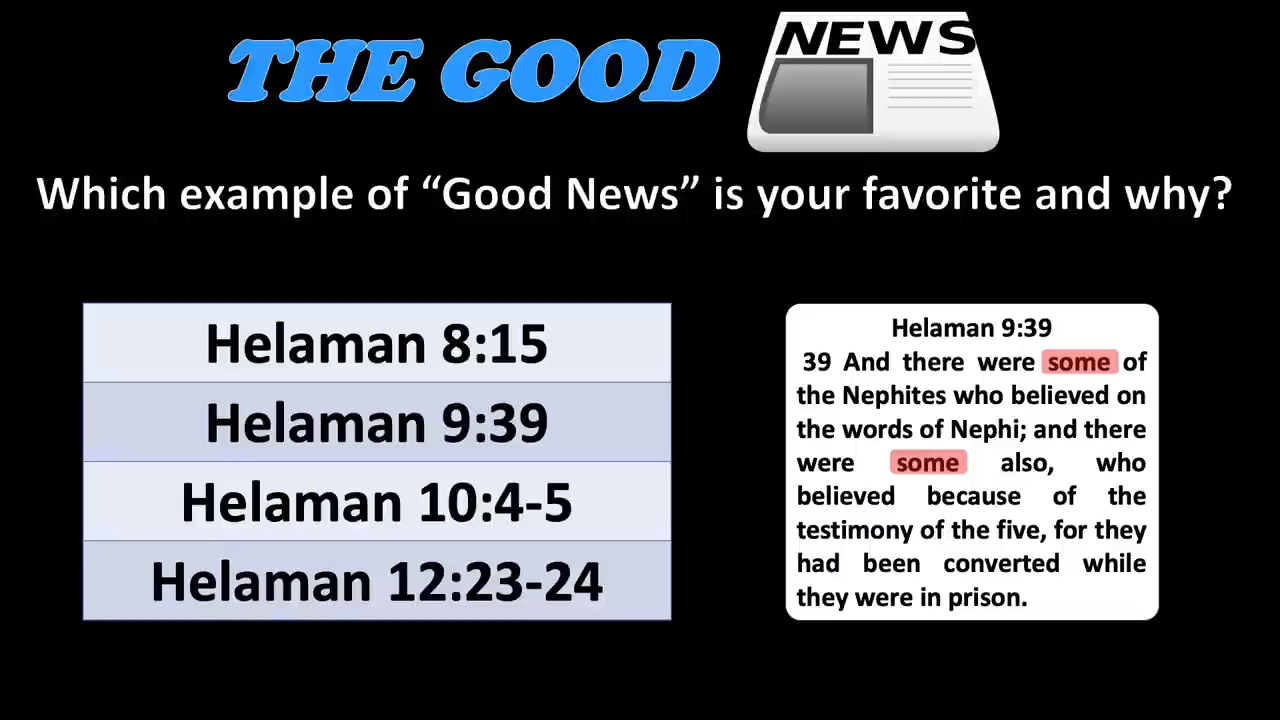 THE GOOD NEWS
Which example of “Good News” is your favorite and why?
Helaman 8:15
Helaman 9:39
Helaman 10:4-5
Helaman 12:23-24
Helaman 9:39
39 And there were some of
the Nephites who believed on
the words of Nephi; and there
were some also, who
believed because of the
testimony of the five, for they
had been converted while
they were in prison.